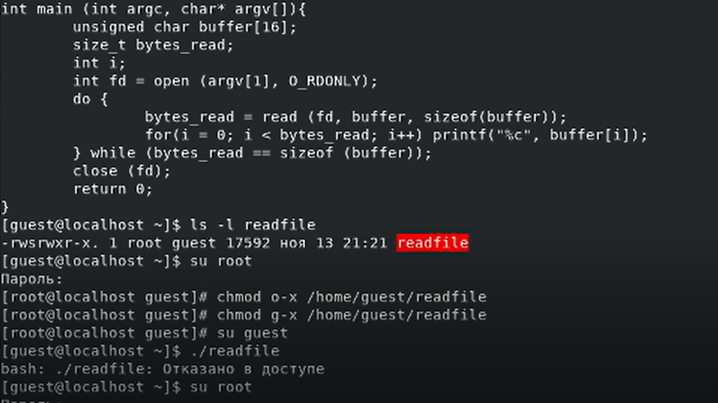 int main (int argc, char* argv[]){
unsigned char buffer[16];
size_t bytes_read;
int i;
int fd = open (argv[1], O_RDONLY);
do {
bytes_read = read (fd, buffer, sizeof(buffer));
for(i = 0; i < bytes_read; i++) printf("%c", buffer[i]);
} while (bytes_read == sizeof (buffer));
close (fd);
return 0;
}
[guest@localhost ~]$ ls -l readfile
-rwsrwxr-x. 1 root guest 17592 ноя 13 21:21 readfile
[guest@localhost ~]$ su root
Пароль:
[root@localhost guest]# chmod o-x /home/guest/readfile
[root@localhost guest]# chmod g-x /home/guest/readfile
[root@localhost guest]# su guest
[guest@localhost ~]$ ./readfile
bash: ./readfile: Отказано в доступе
[guest@localhost ~]$ su root